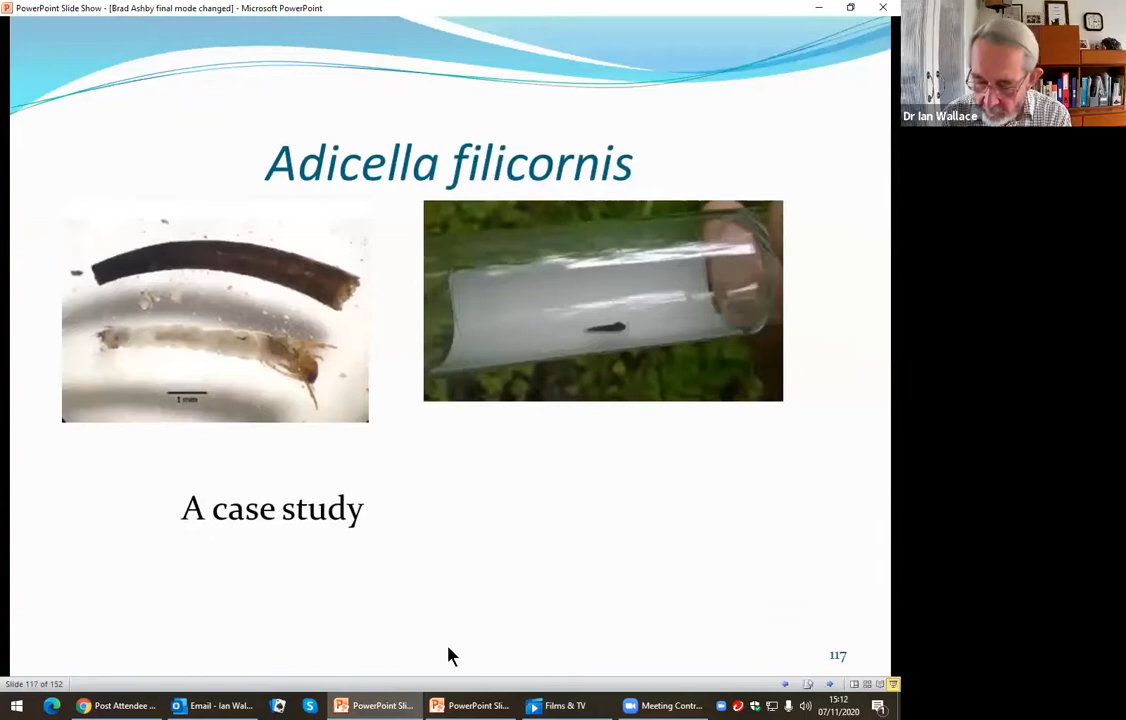 PowerPoint Slide Show - [Brad Ashby final mode changed] - Microsoft PowerPoint
Dr Ian Wallace
Adicella filicornis
1 mm
A case study
117
Slide 117 of 152
Post Attendee ...
Email - Ian Wal...
PowerPoint Sli...
PowerPoint Sli...
Films & TV
Meeting Contr...
15:12
07/11/2020